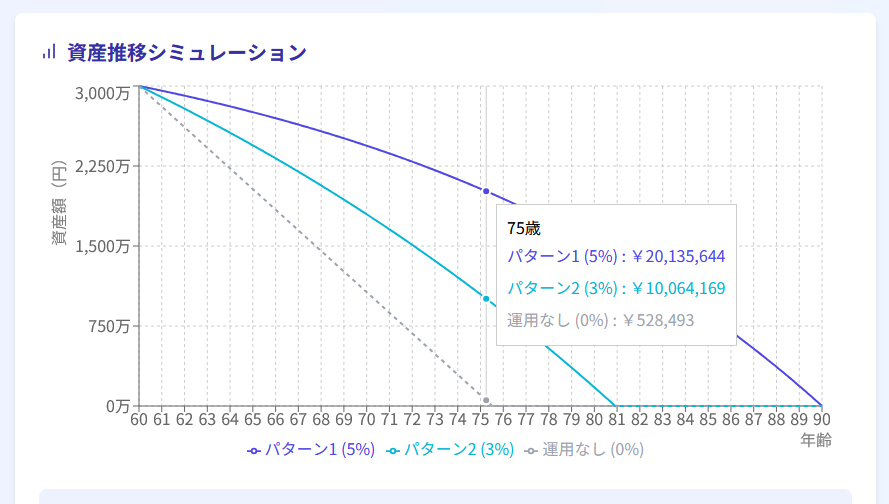 資産推移シミュレーション
3,000万
2,250万
1,500万
750万
0万
資産額（円）
75歳
パターン1 (5%) : ￥20,135,644
パターン2 (3%) : ￥10,064,169
運用なし (0%) : ￥528,493
60 61 62 63 64 65 66 67 68 69 70 71 72 73 74 75 76 77 78 79 80 81 82 83 84 85 86 87 88 89 90
年齢
パターン1 (5%) パターン2 (3%) 運用なし (0%)